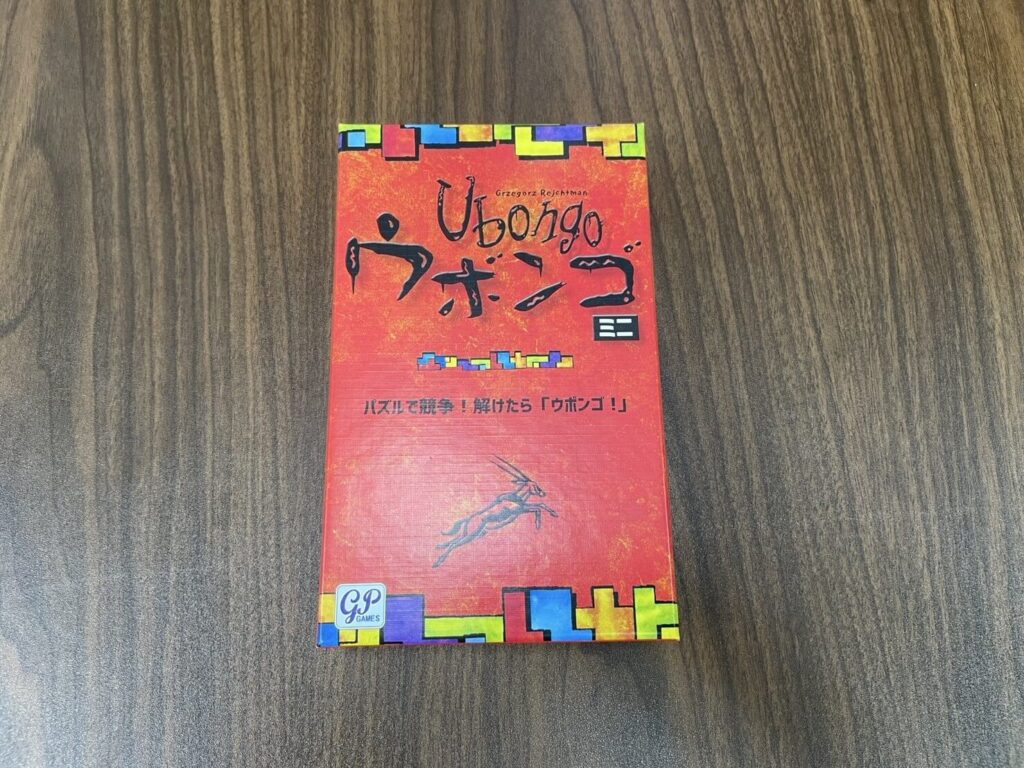 Grzegorz Rejchtman
Ubongo
ウボンゴ
ミニ
パズルで競争！解けたら「ウボンゴ！」
GP
GAMES